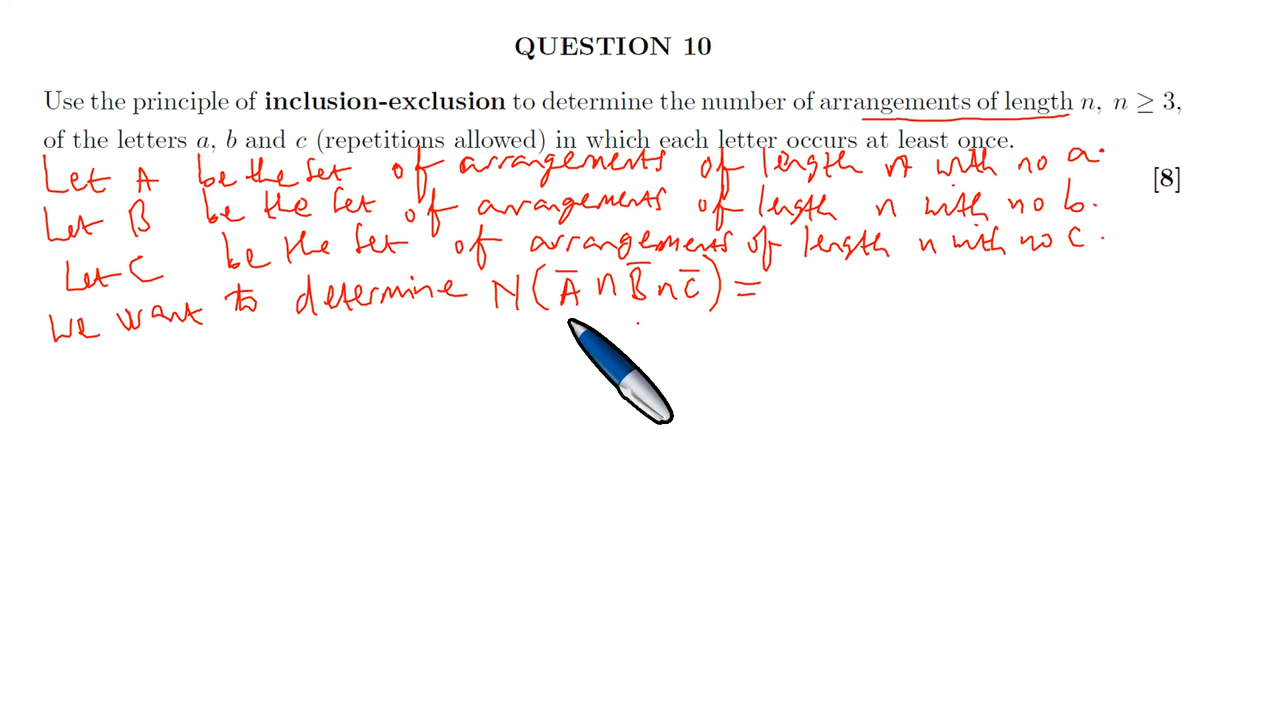 QUESTION 10
Use the principle of inclusion-exclusion to determine the number of arrangements of length n, n ≥ 3,
of the letters a, b and c (repetitions allowed) in which each letter occurs at least once.
[8]
Let A be the set of arrangements of length n with no a.
Let B be the set of arrangements of length n with no b.
Let C be the set of arrangements of length n with no c.
We want to determine N(A̅ ∩ B̅ ∩ C̅) =